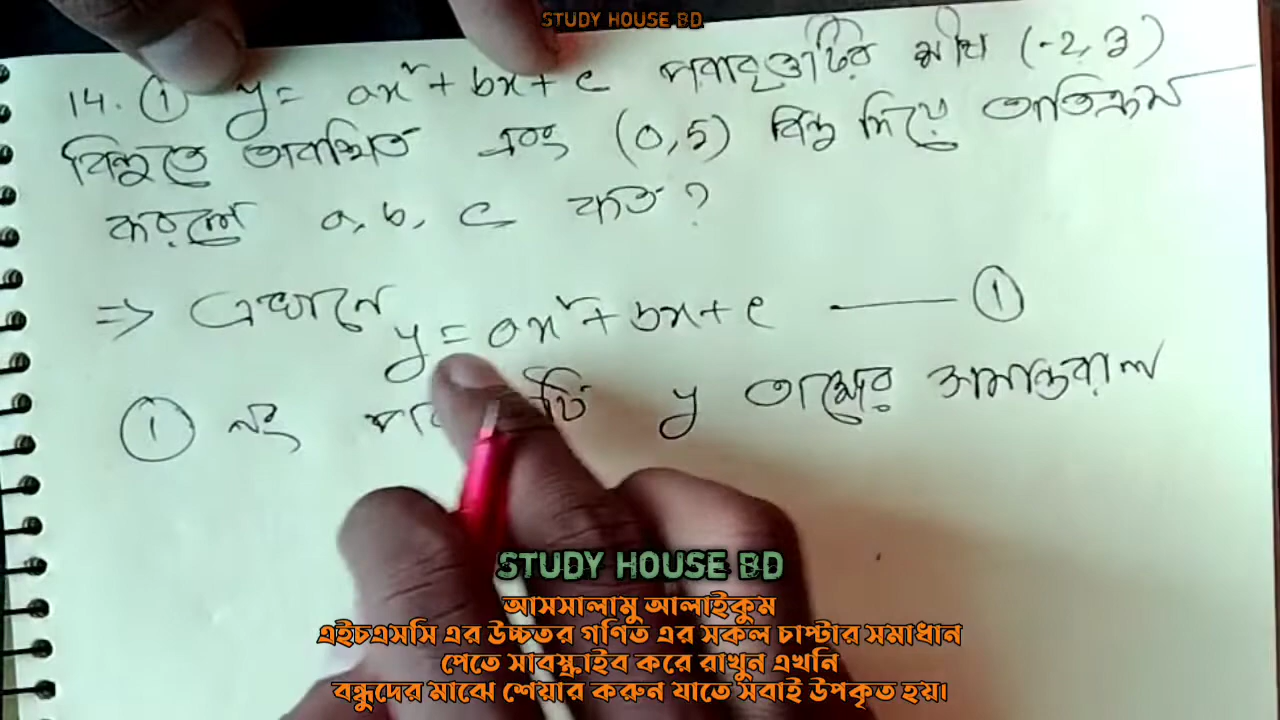 STUDY HOUSE BD
14. ① y = ax² + bx + c পরাবৃত্তটির শীর্ষ (-2, 3)
বিন্দুতে অবস্থিত এবং (0, 5) বিন্দু দিয়ে অতিক্রম
করলে a, b, c কত ?
⇒ এখানে
y = ax² + bx + c —— ①
① নং টি y অক্ষের সমান্তরাল
STUDY HOUSE BD
আসসালামু আলাইকুম
এইচএসসি এর উচ্চতর গণিত এর সকল চাপ্টার সমাধান
পেতে সাবস্ক্রাইব করে রাখুন এখনি
বন্ধুদের মাঝে শেয়ার করুন যাতে সবাই উপকৃত হয়।